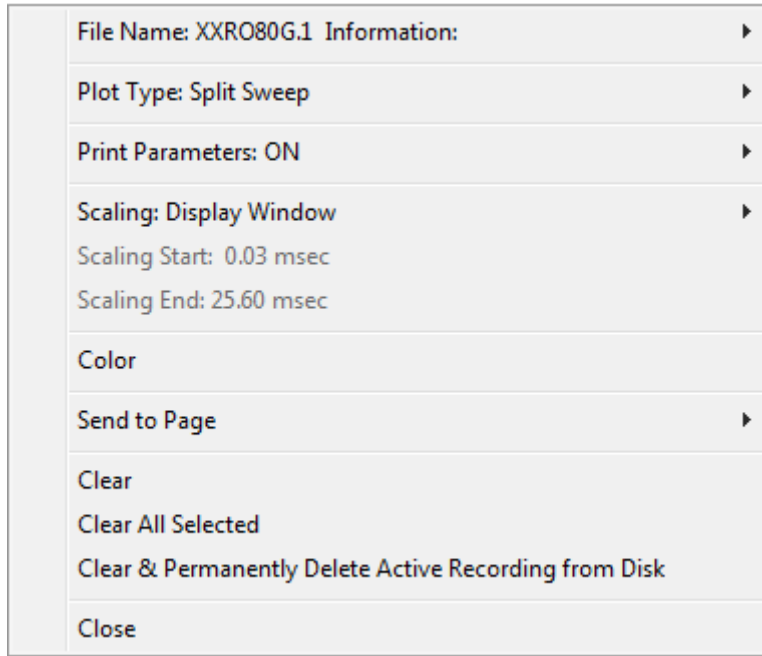 File Name: XXRO80G.1  Information:
Plot Type: Split Sweep
Print Parameters: ON
Scaling: Display Window
Scaling Start:  0.03 msec
Scaling End: 25.60 msec
Color
Send to Page
Clear
Clear All Selected
Clear & Permanently Delete Active Recording from Disk
Close